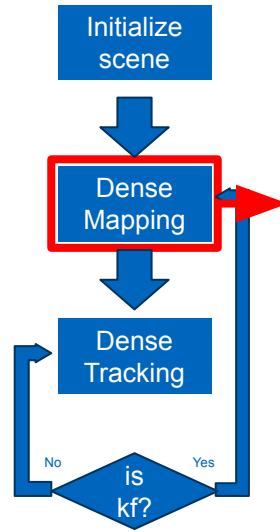 Initialize
scene
Dense
Mapping
Dense
Tracking
No
is
kf?
Yes